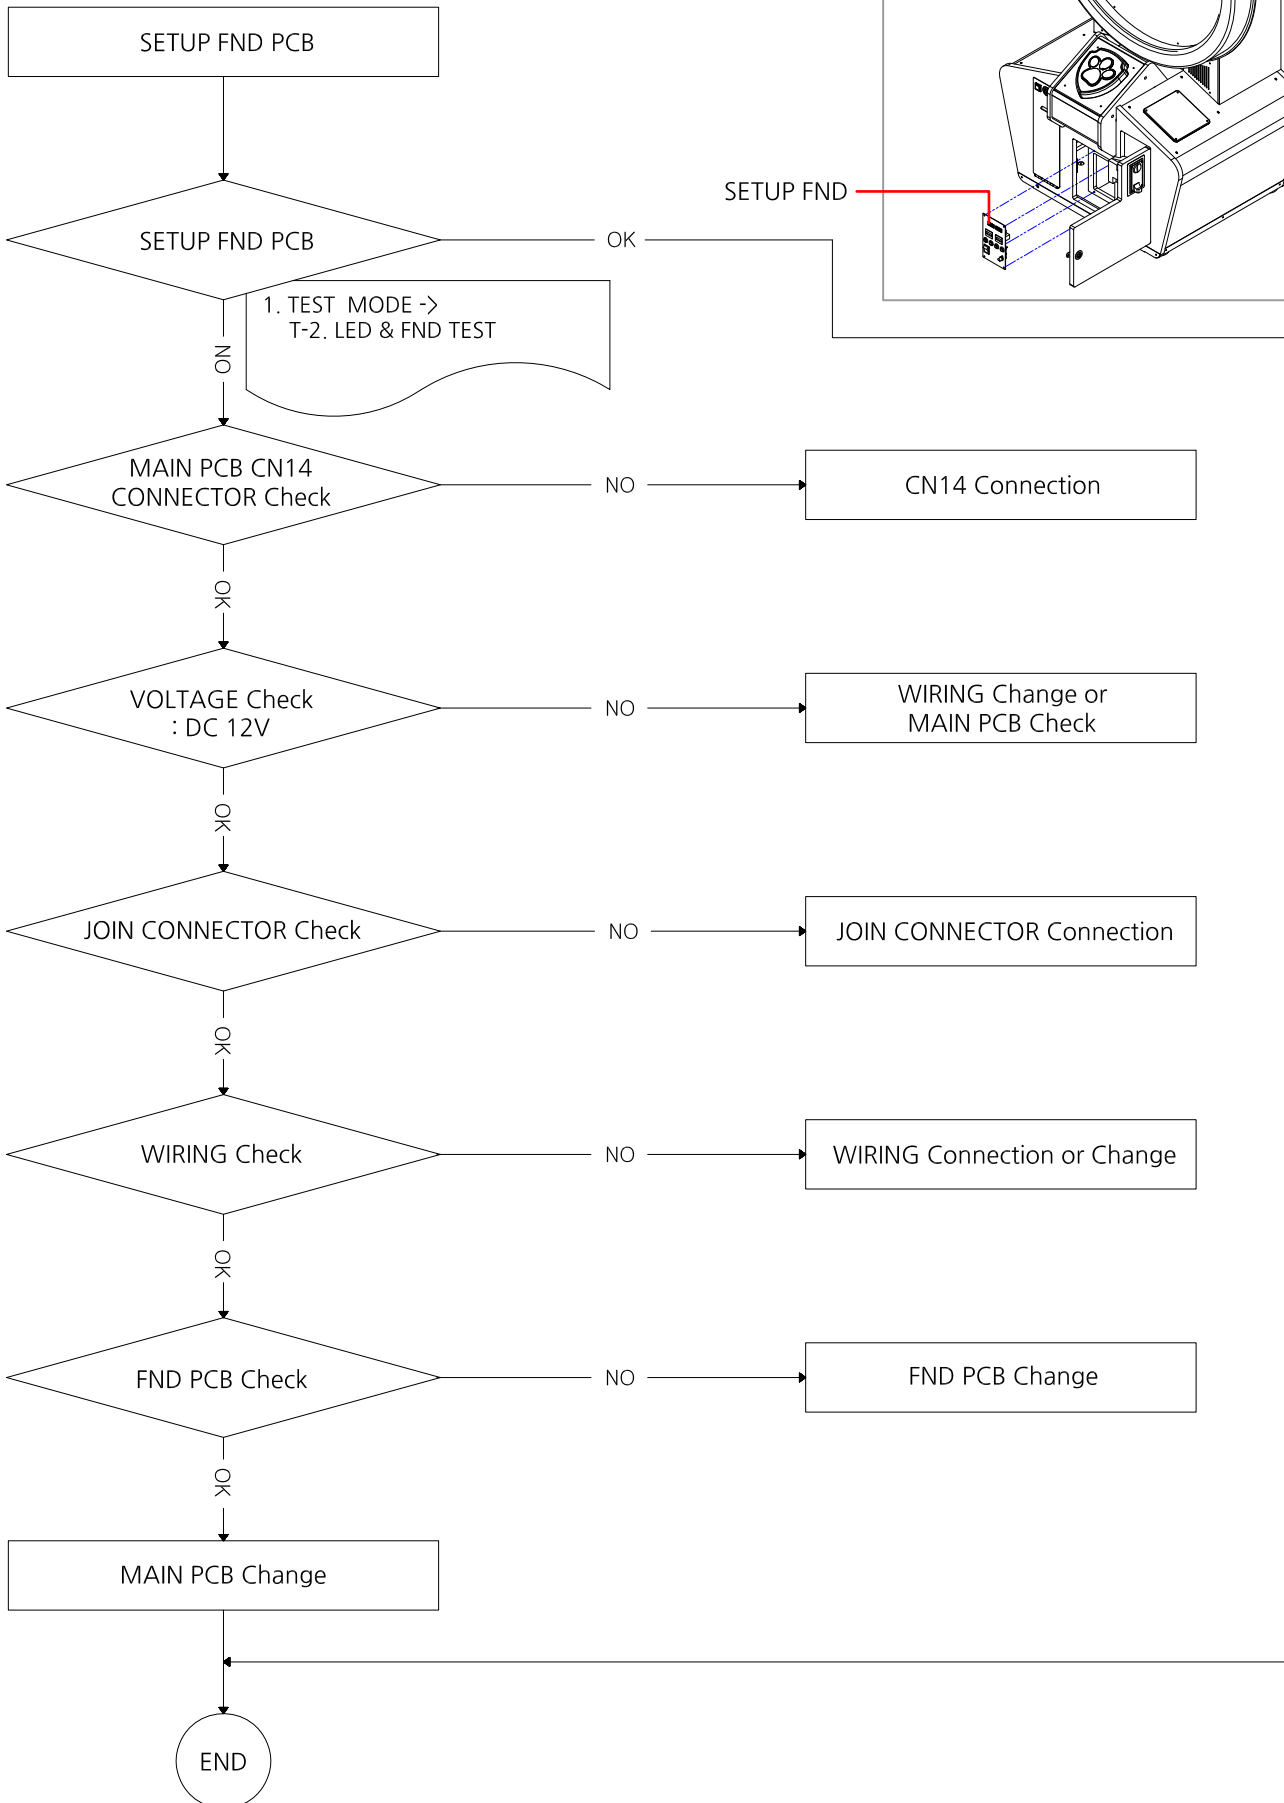 SETUP FND PCB
SETUP FND
SETUP FND PCB
OK
1. TEST MODE ->
T-2. LED & FND TEST
NO
MAIN PCB CN14
CONNECTOR Check
NO
CN14 Connection
OK
VOLTAGE Check
: DC 12V
NO
WIRING Change or
MAIN PCB Check
OK
JOIN CONNECTOR Check
NO
JOIN CONNECTOR Connection
OK
WIRING Check
NO
WIRING Connection or Change
OK
FND PCB Check
NO
FND PCB Change
OK
MAIN PCB Change
END